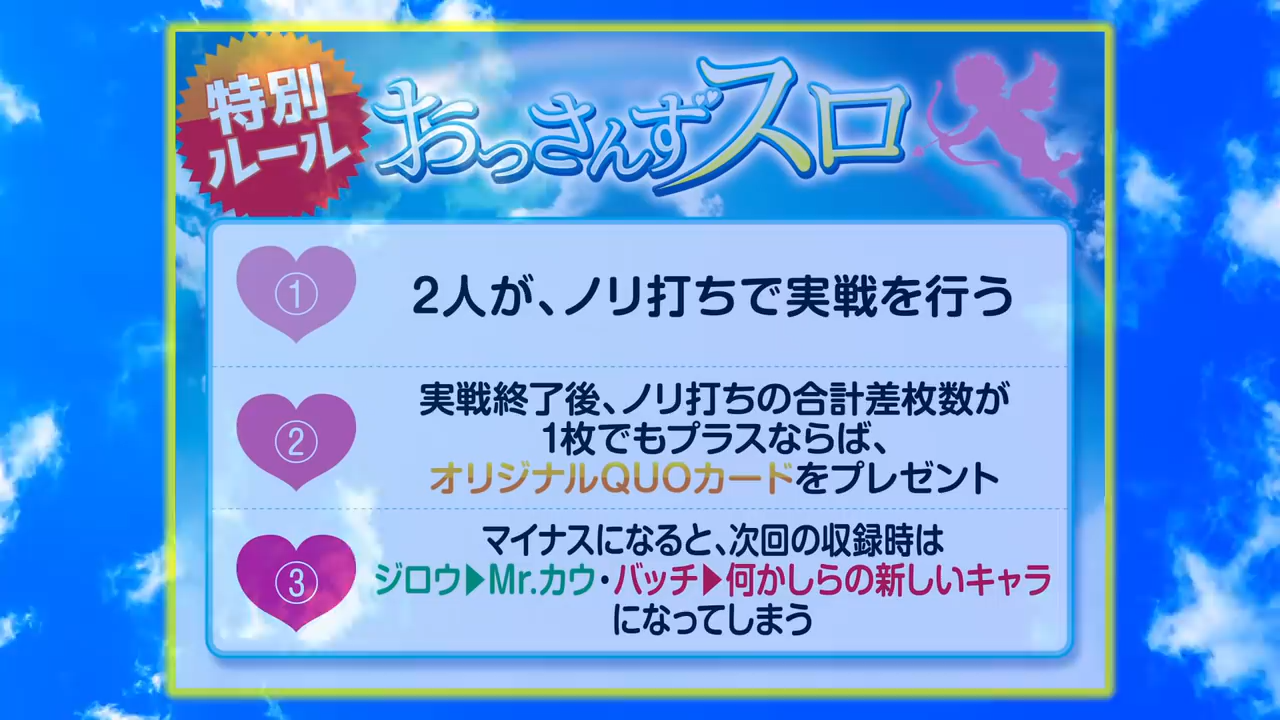 特別
ルール
おっさんずスロ
① 2人が、ノリ打ちで実戦を行う
② 実戦終了後、ノリ打ちの合計差枚数が
1枚でもプラスならば、
オリジナルQUOカードをプレゼント
③ マイナスになると、次回の収録時は
ジロウ▶Mr.カウ・バッチ▶何かしらの新しいキャラ
になってしまう